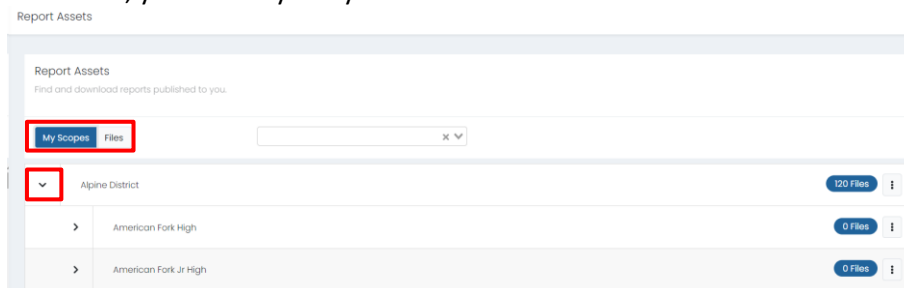 Report Assets
Report Assets
Find and download reports published to you.
My Scopes Files
Alpine District 120 Files
American Fork High 0 Files
American Fork Jr High 0 Files